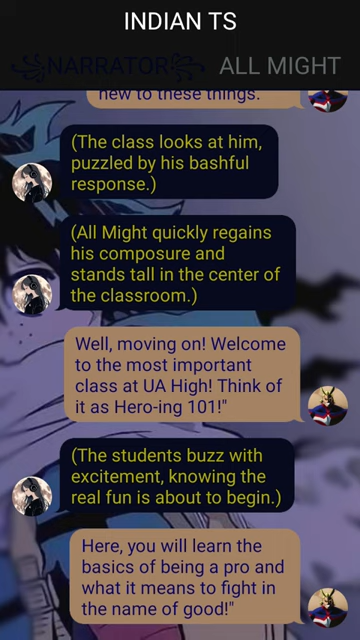 INDIAN TS
꧁NARRATOR꧂ ALL MIGHT
new to these things.
(The class looks at him,
puzzled by his bashful
response.)
(All Might quickly regains
his composure and
stands tall in the center of
the classroom.)
Well, moving on! Welcome
to the most important
class at UA High! Think of
it as Hero-ing 101!"
(The students buzz with
excitement, knowing the
real fun is about to begin.)
Here, you will learn the
basics of being a pro and
what it means to fight in
the name of good!"